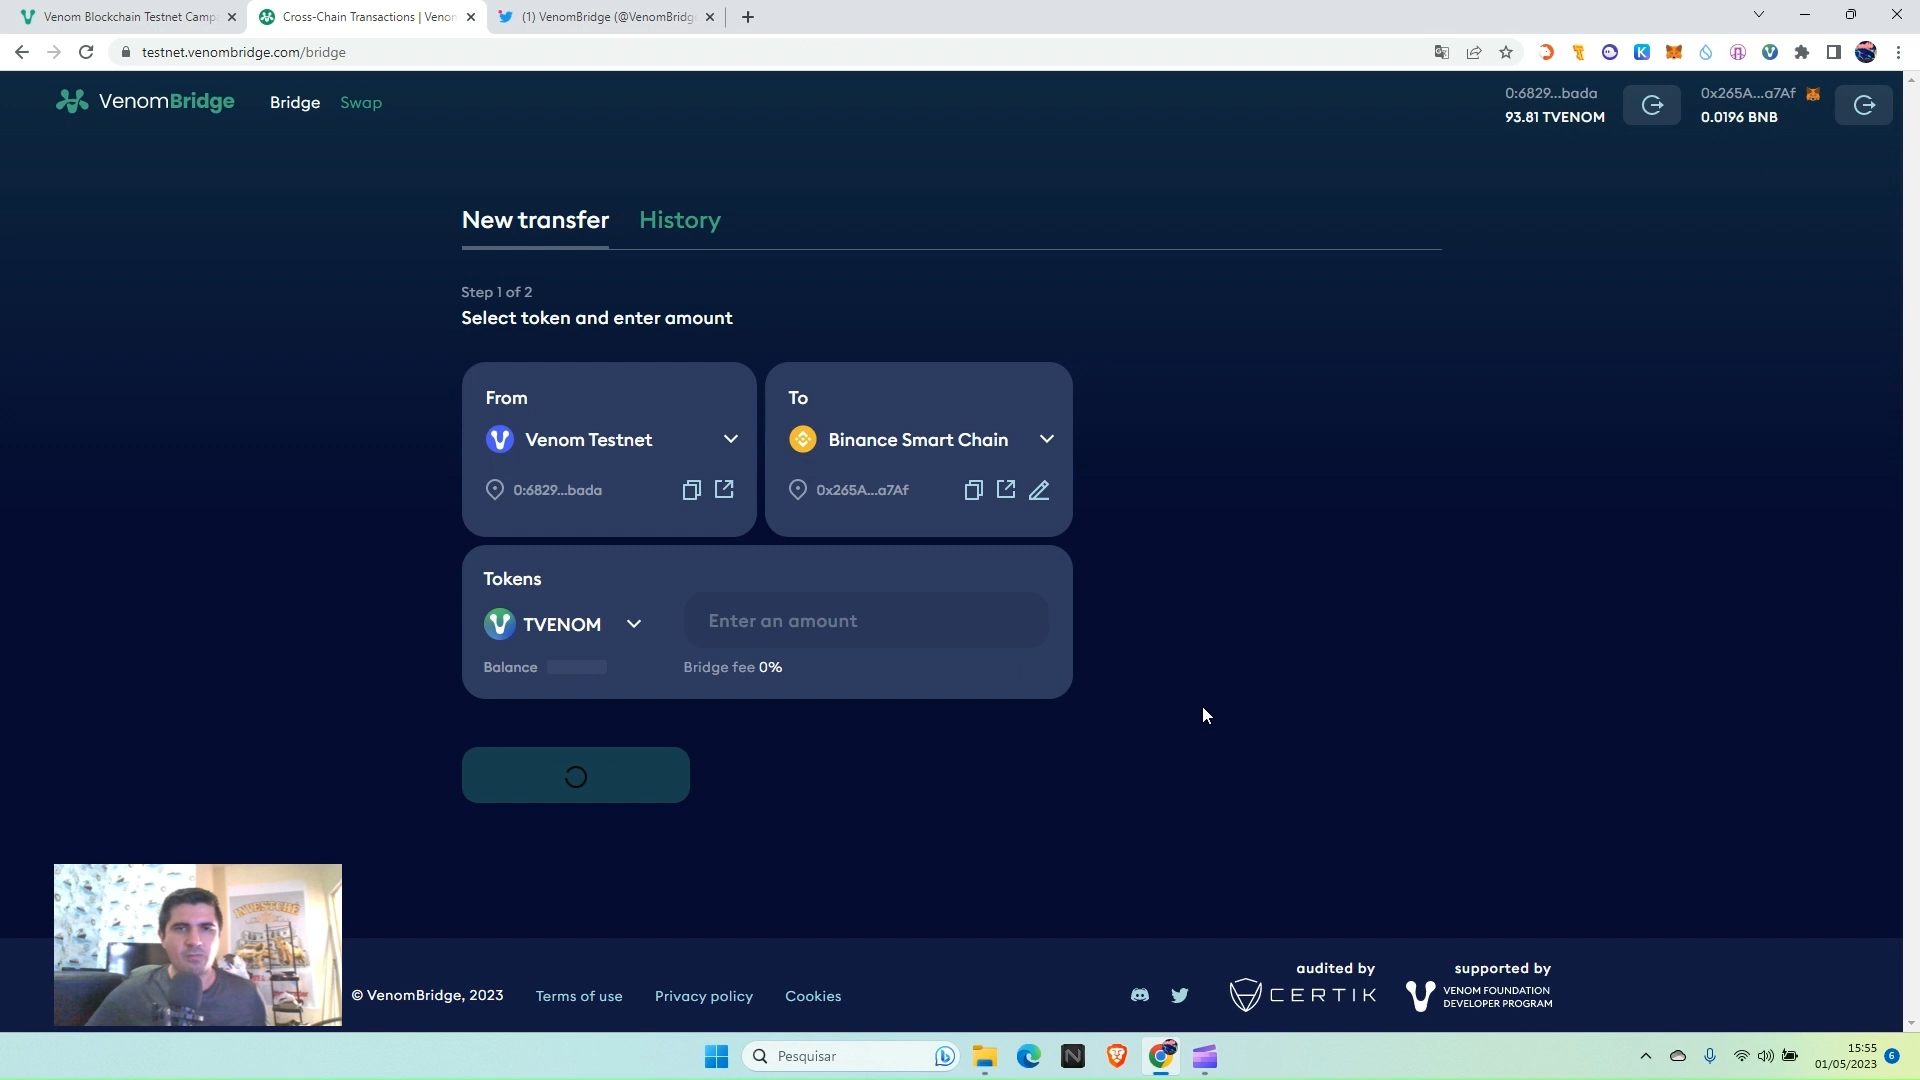 Venom Blockchain Testnet Camp
Cross-Chain Transactions | Venon
(1) VenomBridge (@VenomBridg
testnet.venombridge.com/bridge
VenomBridge
Bridge
Swap
0:6829...bada
93.81 TVENOM
0x265A...a7Af
0.0196 BNB
New transfer
History
Step 1 of 2
Select token and enter amount
From
Venom Testnet
0:6829...bada
To
Binance Smart Chain
0x265A...a7Af
Tokens
TVENOM
Enter an amount
Balance
Bridge fee 0%
INVESTCHÊ
© VenomBridge, 2023
Terms of use
Privacy policy
Cookies
audited by
CERTIK
supported by
VENOM FOUNDATION
DEVELOPER PROGRAM
Pesquisar
15:55
01/05/2023
6